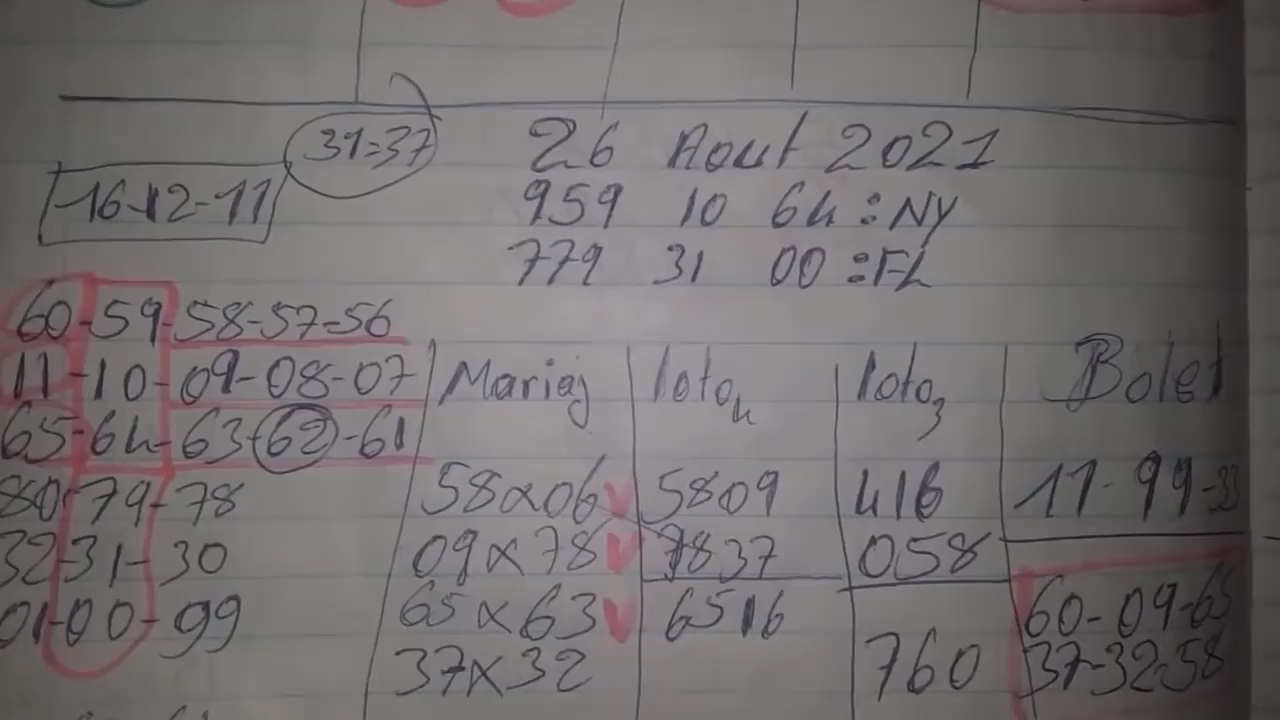 31=37
26 Aout 2021
16-12-11
959 10 64 :NY
779 31 00 :FL
60-59-58-57-56
11-10-09-08-07
65-64-63-62-61
80-79-78
32-31-30
01-00-99
Mariaj loto4 loto3 Bolet
58x06 5809 416 11-99-33
09x78 7837 058
65x63 6516 60-09-65
37x32 760 37-32-58